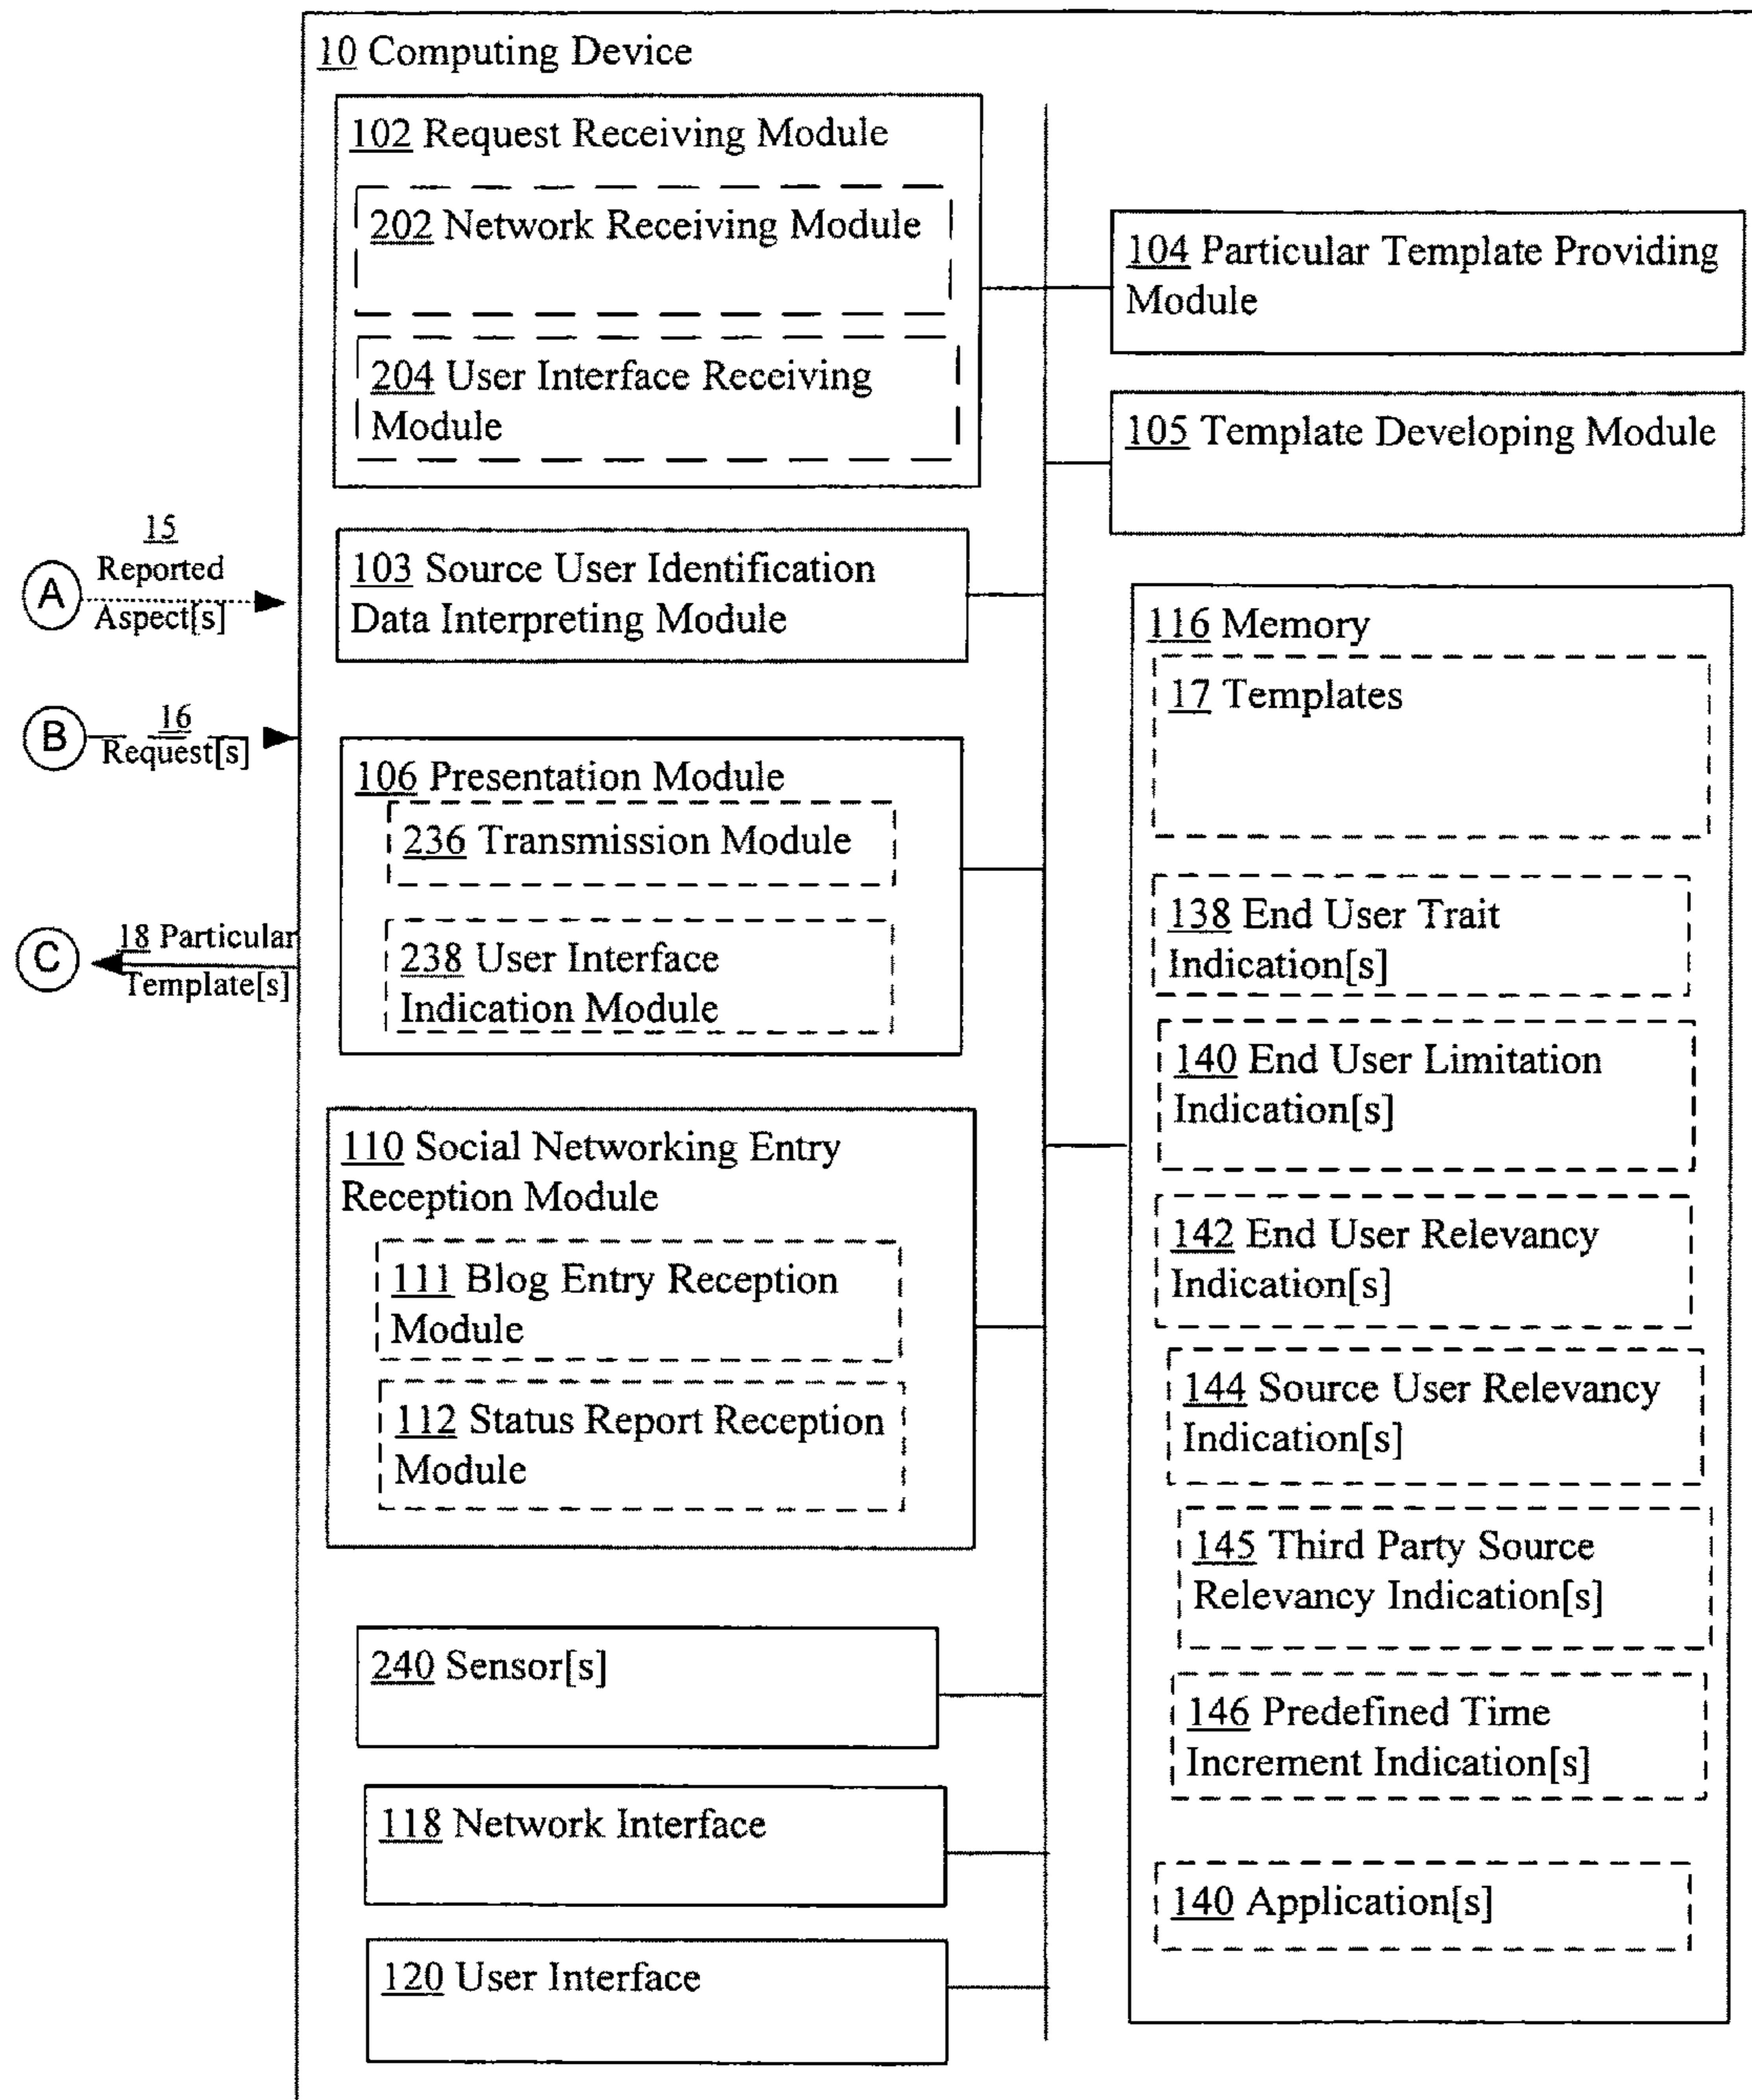 10 Computing Device
102 Request Receiving Module
202 Network Receiving Module
204 User Interface Receiving
Module
104 Particular Template Providing
Module
105 Template Developing Module
15
Reported
Aspect[s]
A
103 Source User Identification
Data Interpreting Module
16
Request[s]
B
106 Presentation Module
236 Transmission Module
238 User Interface
Indication Module
18 Particular
Template[s]
C
110 Social Networking Entry
Reception Module
111 Blog Entry Reception
Module
112 Status Report Reception
Module
240 Sensor[s]
118 Network Interface
120 User Interface
116 Memory
17 Templates
138 End User Trait
Indication[s]
140 End User Limitation
Indication[s]
142 End User Relevancy
Indication[s]
144 Source User Relevancy
Indication[s]
145 Third Party Source
Relevancy Indication[s]
146 Predefined Time
Increment Indication[s]
140 Application[s]